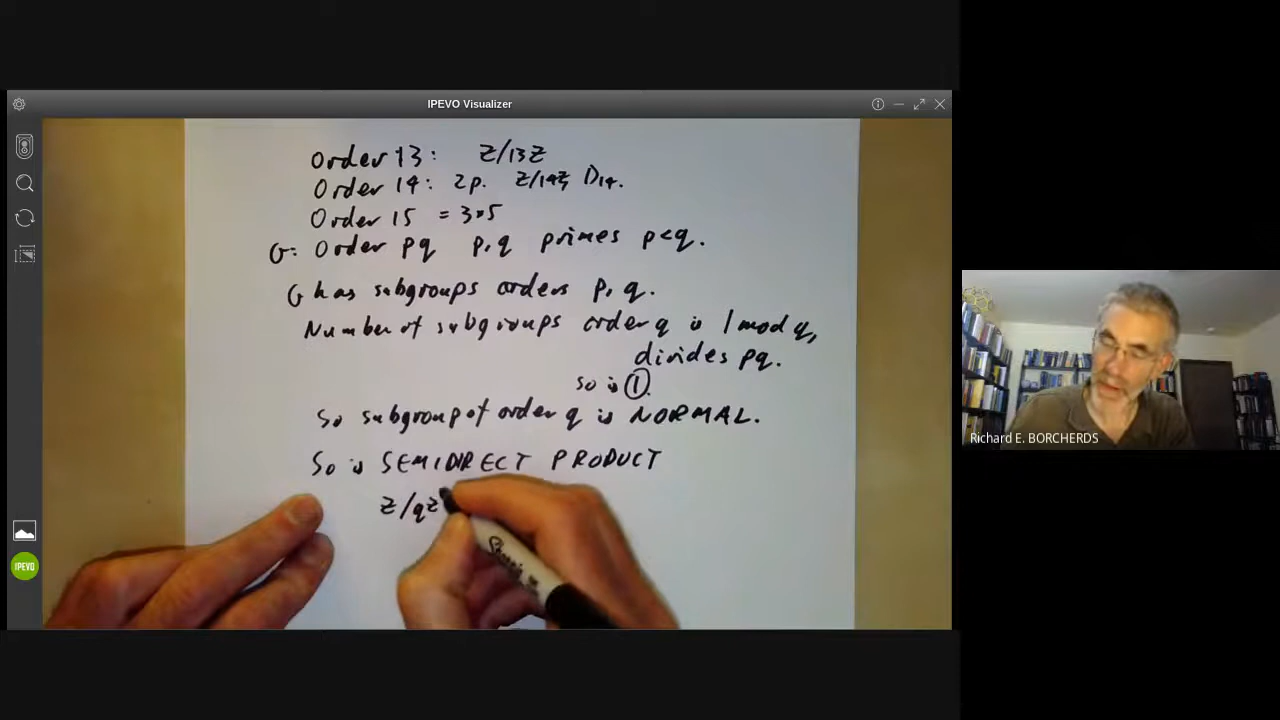 IPEVO Visualizer
Order 13: Z/13Z
Order 14: 2p. Z/14Z D14.
Order 15 = 3*5
G: Order pq p,q primes p<q.
G has subgroups orders p, q.
Number of subgroups order q is 1 mod q,
divides pq.
so is 1.
So subgroup of order q is NORMAL.
So is SEMIDIRECT PRODUCT
Z/qZ
Richard E. BORCHERDS
IPEVO